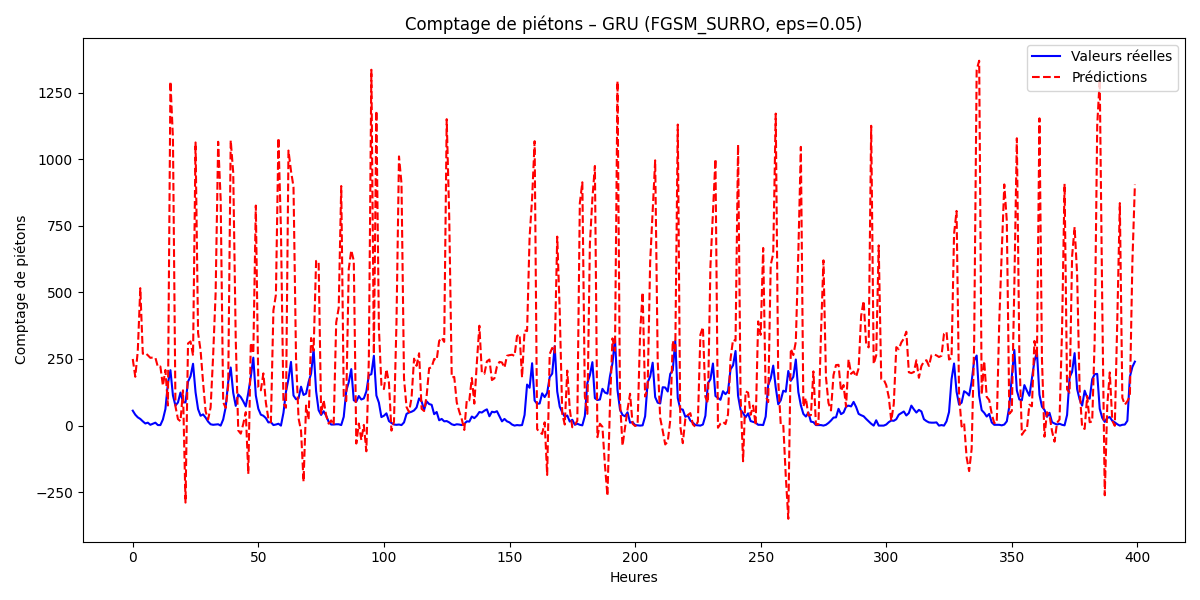 Comptage de piétons – GRU (FGSM_SURRO, eps=0.05)
Valeurs réelles
Prédictions
Comptage de piétons
1250
1000
750
500
250
0
−250
0 50 100 150 200 250 300 350 400
Heures